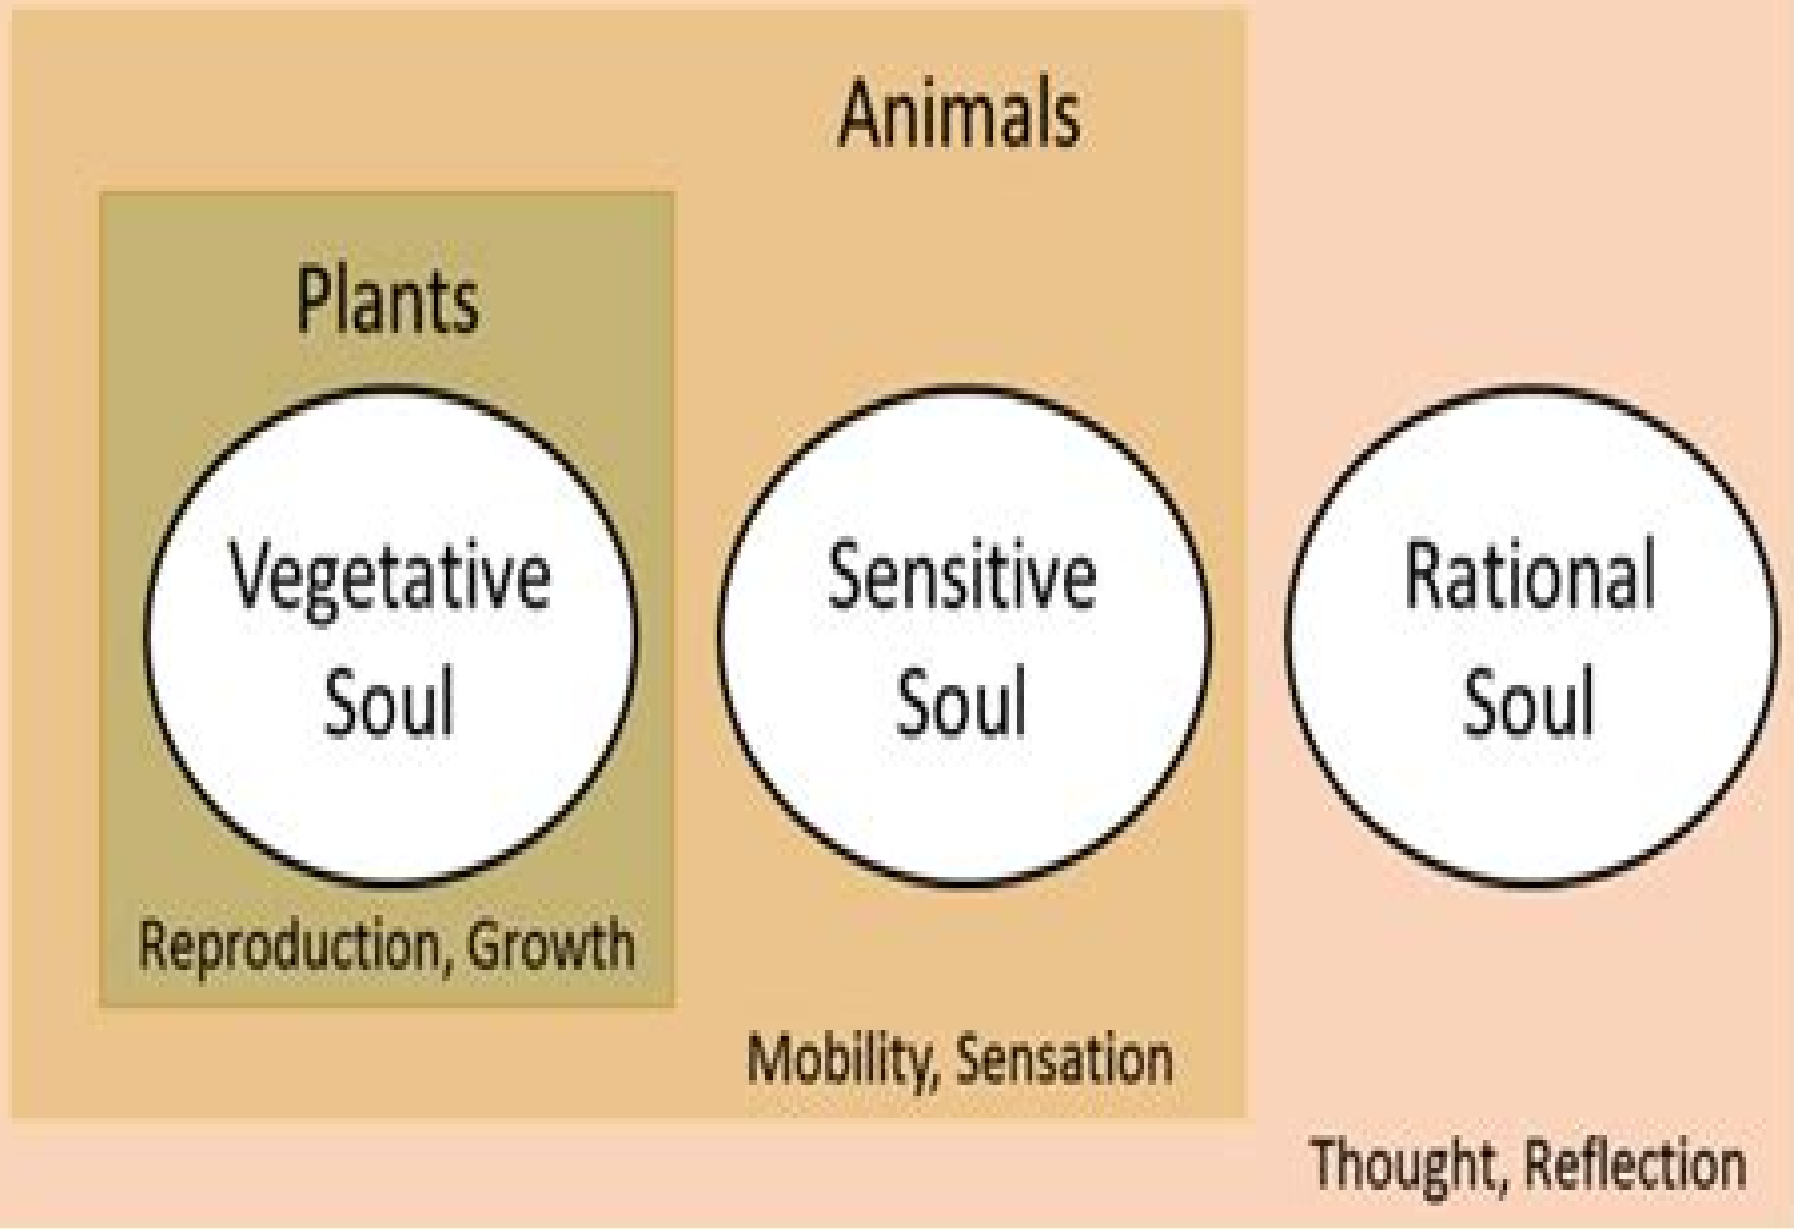 Animals
Plants
Vegetative
Soul
Reproduction, Growth
Sensitive
Soul
Mobility, Sensation
Rational
Soul
Thought, Reflection